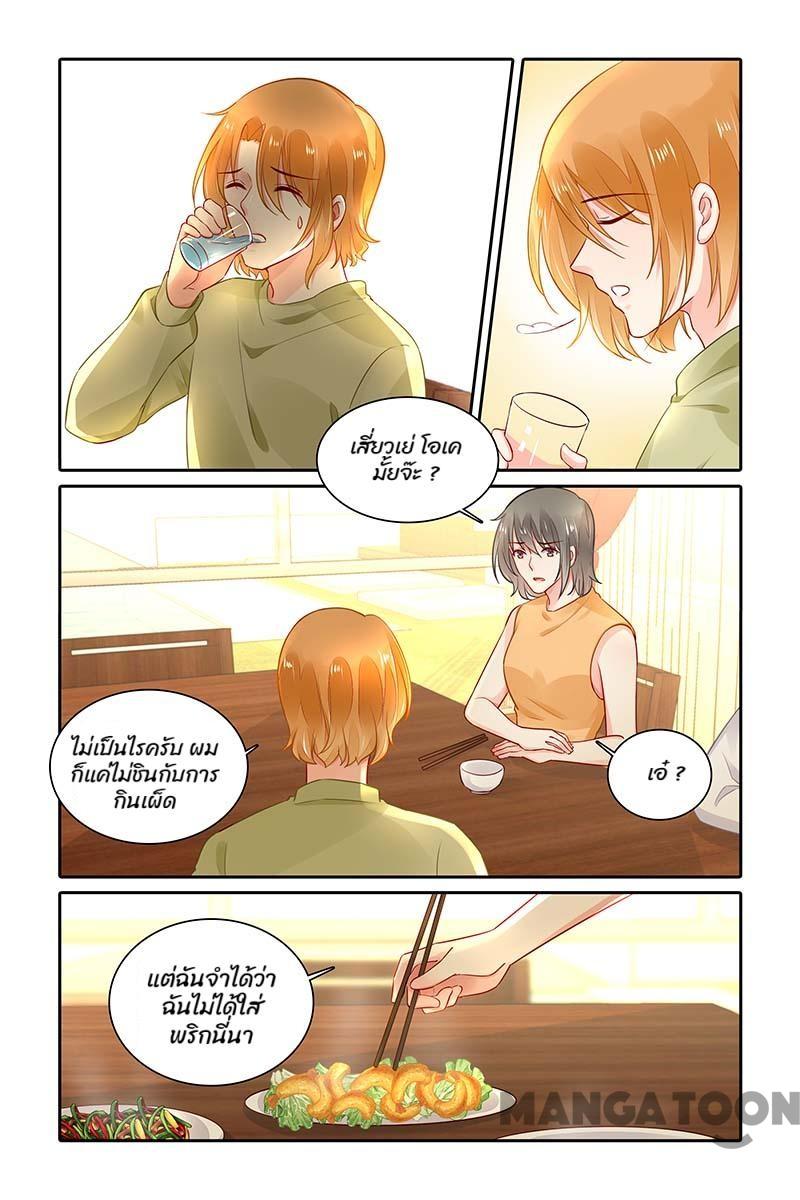 เสี่ยวเย่ โอเค
มั้ยจ๊ะ ?
ไม่เป็นไรครับ ผม
ก็แค่ไม่ชินกับการ
กินเผ็ด
เอ๋ ?
แต่ฉันจำได้ว่า
ฉันไม่ได้ใส่
พริกนี่นา
MANGATOON